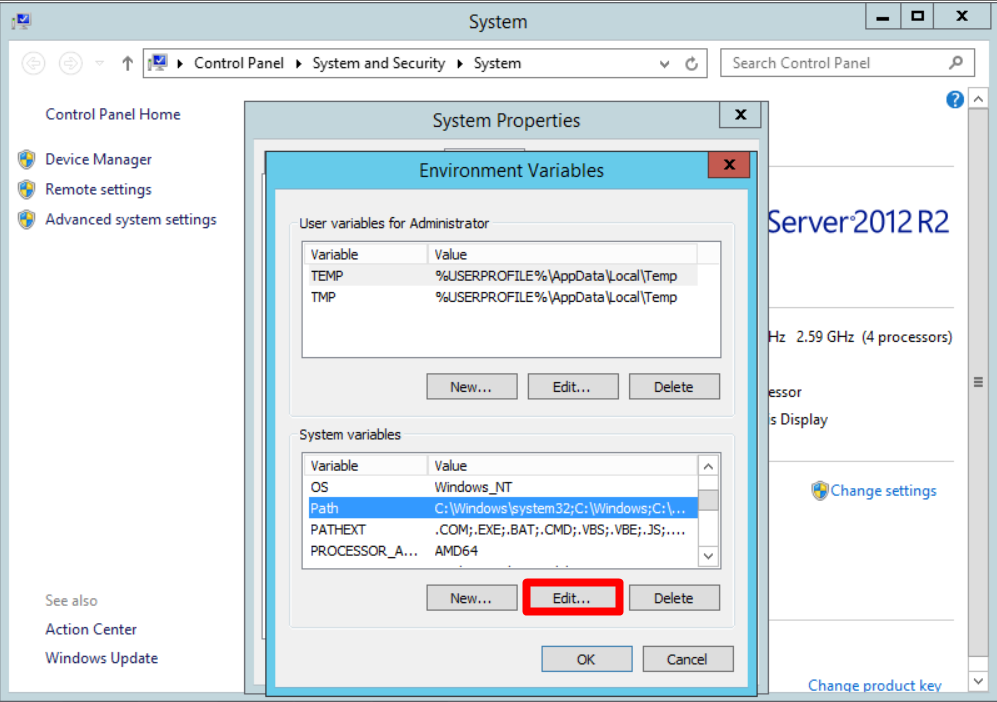 System
Control Panel System and Security System
Search Control Panel
Control Panel Home
Device Manager
Remote settings
Advanced system settings
System Properties
Environment Variables
User variables for Administrator
Variable Value
TEMP %USERPROFILE%\AppData\Local\Temp
TMP %USERPROFILE%\AppData\Local\Temp
New... Edit... Delete
System variables
Variable Value
OS Windows_NT
Path C:\Windows\system32;C:\Windows;C:\...
PATHEXT .COM;.EXE;.BAT;.CMD;.VBS;.VBE;.JS;....
PROCESSOR_A... AMD64
New... Edit... Delete
OK Cancel
Server 2012 R2
Hz 2.59 GHz (4 processors)
essor
s Display
Change settings
Change product key
See also
Action Center
Windows Update